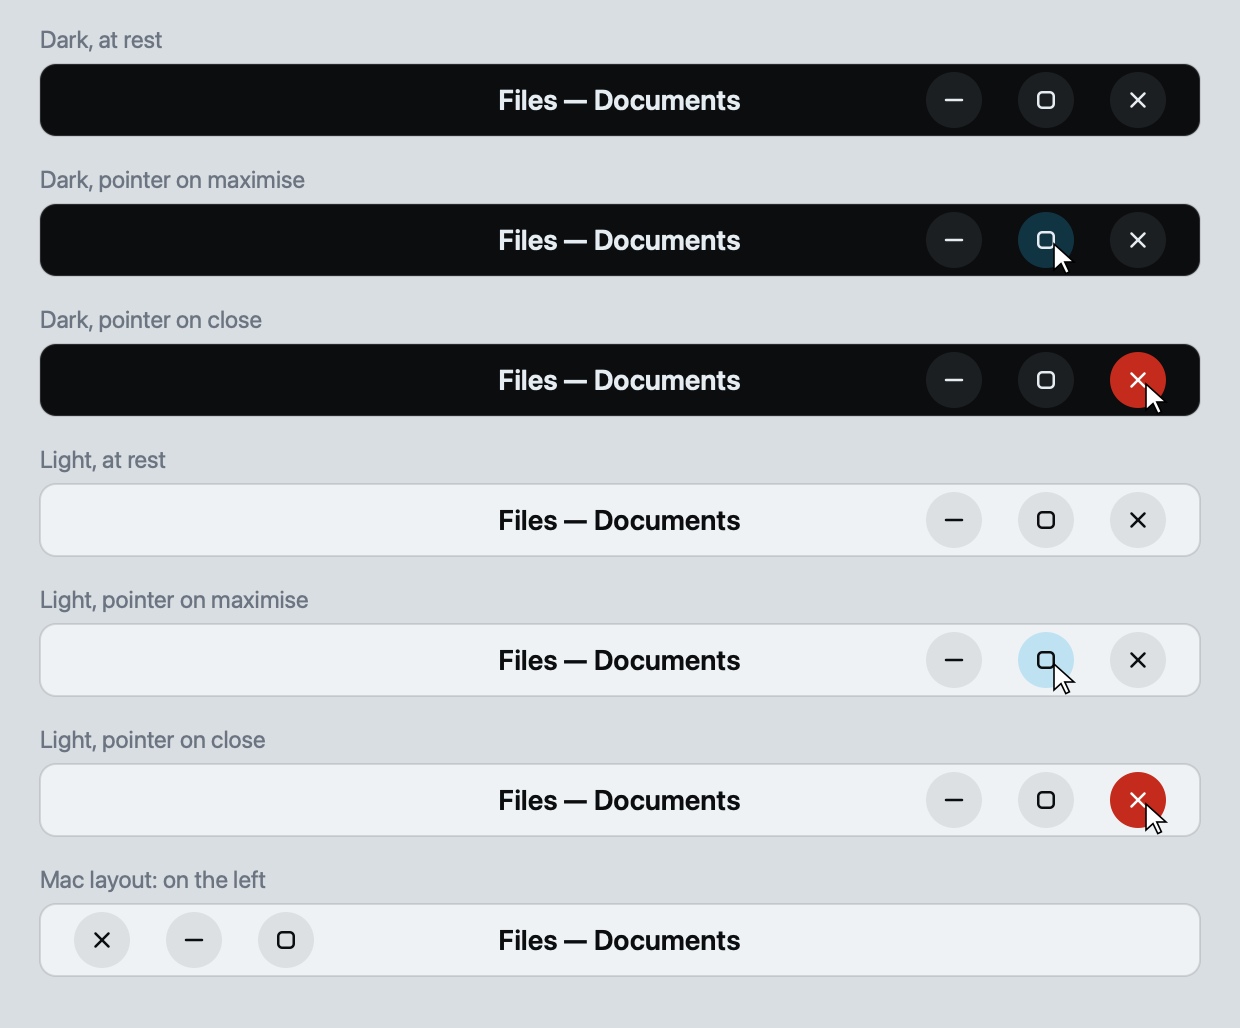 Dark, at rest
Files — Documents
Dark, pointer on maximise
Files — Documents
Dark, pointer on close
Files — Documents
Light, at rest
Files — Documents
Light, pointer on maximise
Files — Documents
Light, pointer on close
Files — Documents
Mac layout: on the left
Files — Documents